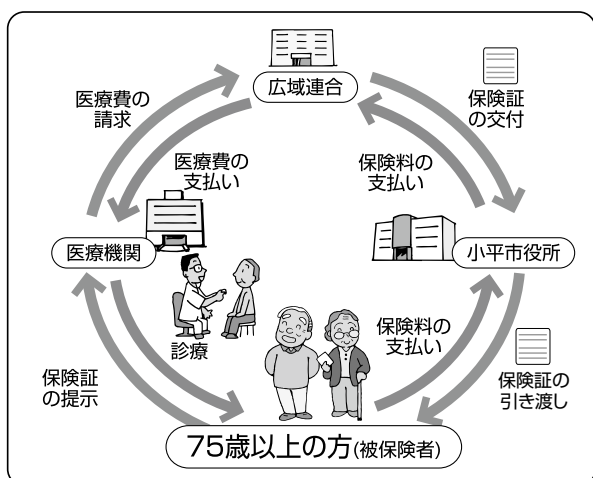 広域連合
医療費の
請求
保険証
の交付
医療費の
支払い
保険料の
支払い
医療機関
小平市役所
診療
保険料の
支払い
保険証
の提示
保険証の
引き渡し
75歳以上の方(被保険者)